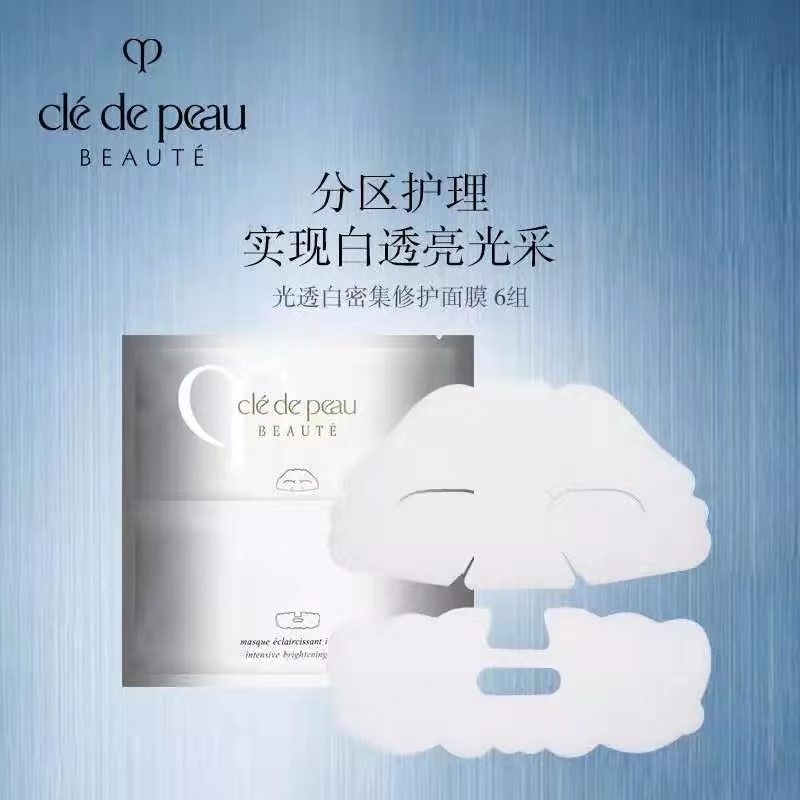 clé de peau
BEAUTÉ
分区护理
实现白透亮光采
光透白密集修护面膜 6组
clé de peau
BEAUTÉ
masque éclaircissant i
intensive brightening